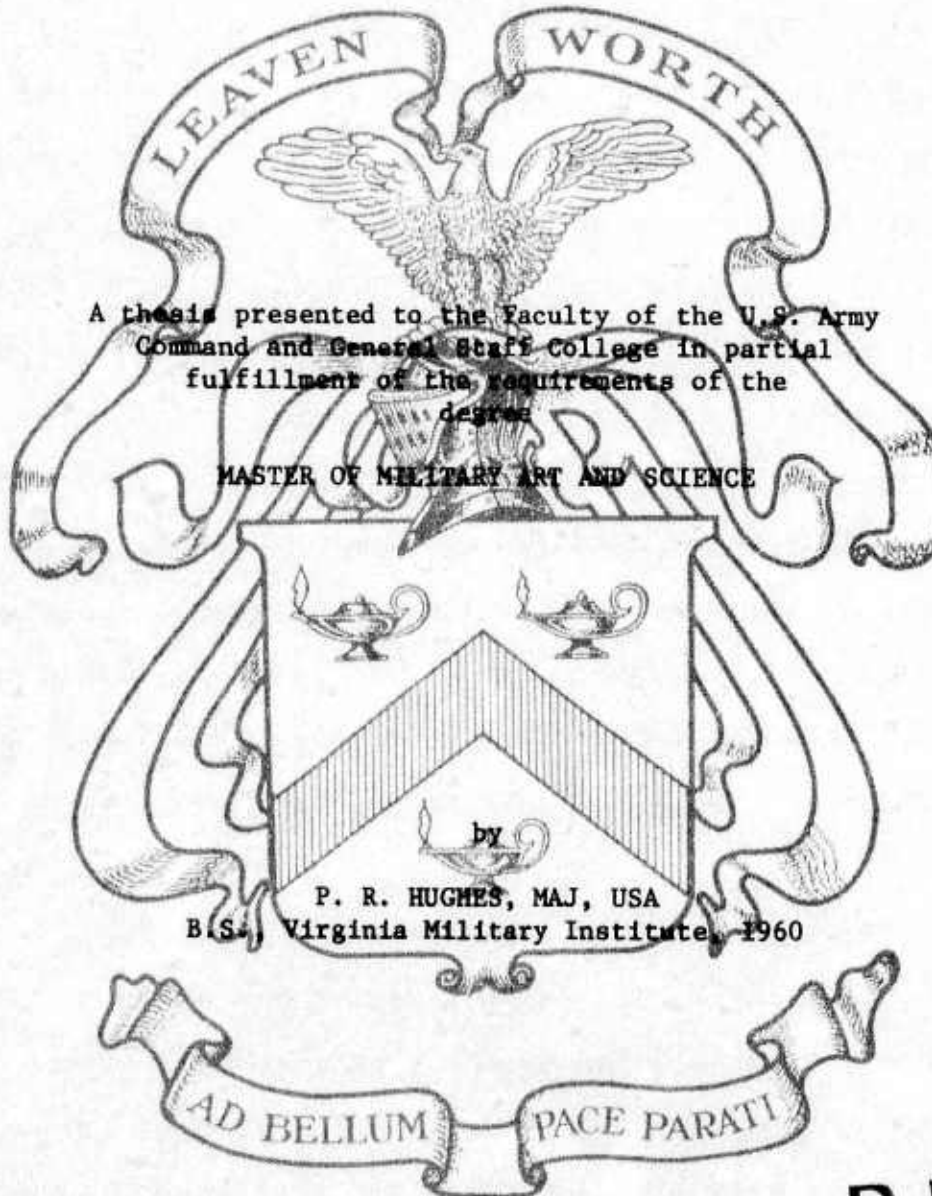 LEAVEN WORTH
A thesis presented to the Faculty of the U.S. Army
Command and General Staff College in partial
fulfillment of the requirements of the
degree
MASTER OF MILITARY ART AND SCIENCE
by
P. R. HUGHES, MAJ, USA
B.S., Virginia Military Institute, 1960
AD BELLUM PACE PARATI